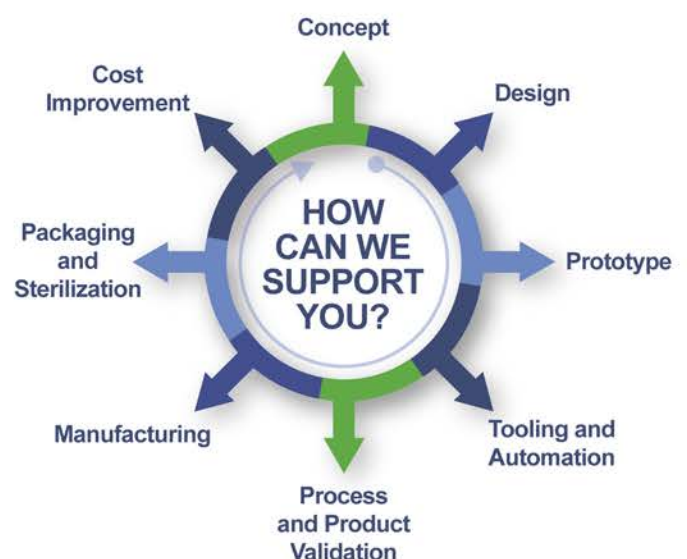 Concept
Design
Prototype
Tooling and
Automation
Process
and Product
Validation
Manufacturing
Packaging
and
Sterilization
Cost
Improvement
HOW
CAN WE
SUPPORT
YOU?